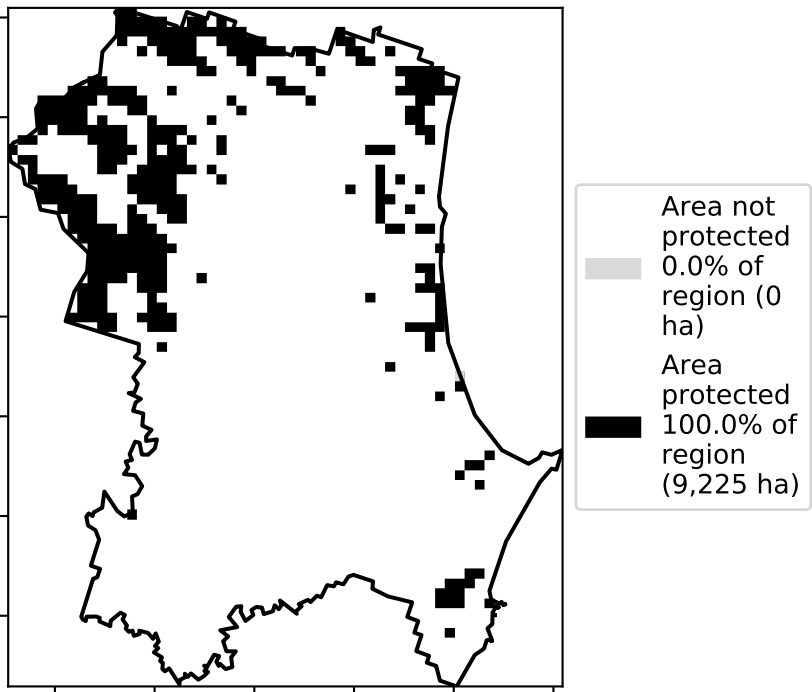 Area not
protected
0.0% of
region (0
ha)
Area
protected
100.0% of
region
(9,225 ha)